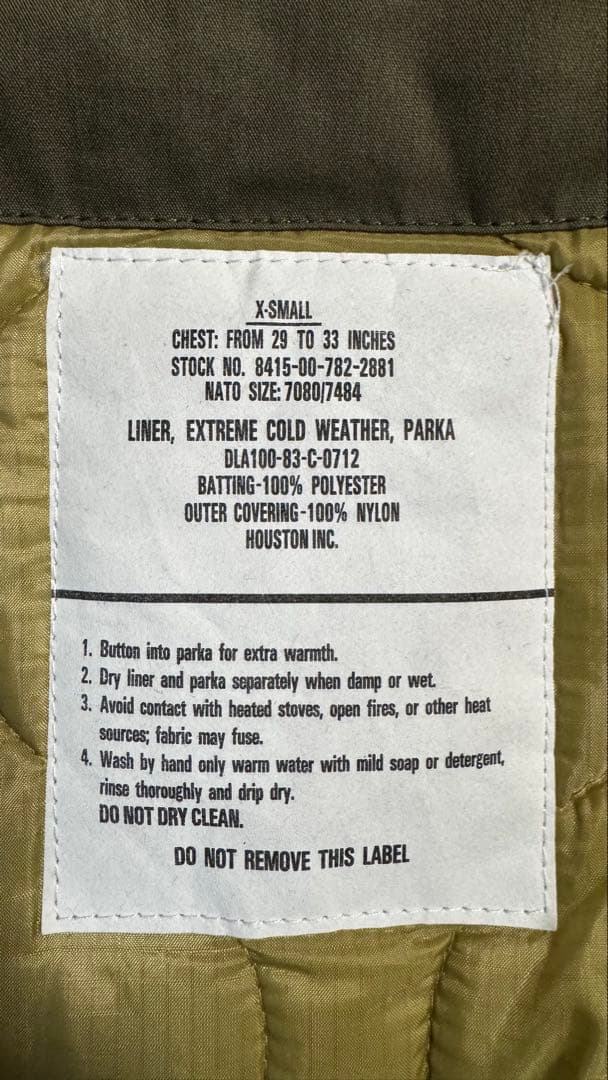 X-SMALL
CHEST: FROM 29 TO 33 INCHES
STOCK NO. 8415-00-782-2881
NATO SIZE: 7080/7484
LINER, EXTREME COLD WEATHER, PARKA
DLA100-83-C-0712
BATTING-100% POLYESTER
OUTER COVERING-100% NYLON
HOUSTON INC.
1. Button into parka for extra warmth.
2. Dry liner and parka separately when damp or wet.
3. Avoid contact with heated stoves, open fires, or other heat
sources; fabric may fuse.
4. Wash by hand only warm water with mild soap or detergent,
rinse thoroughly and drip dry.
DO NOT DRY CLEAN.
DO NOT REMOVE THIS LABEL